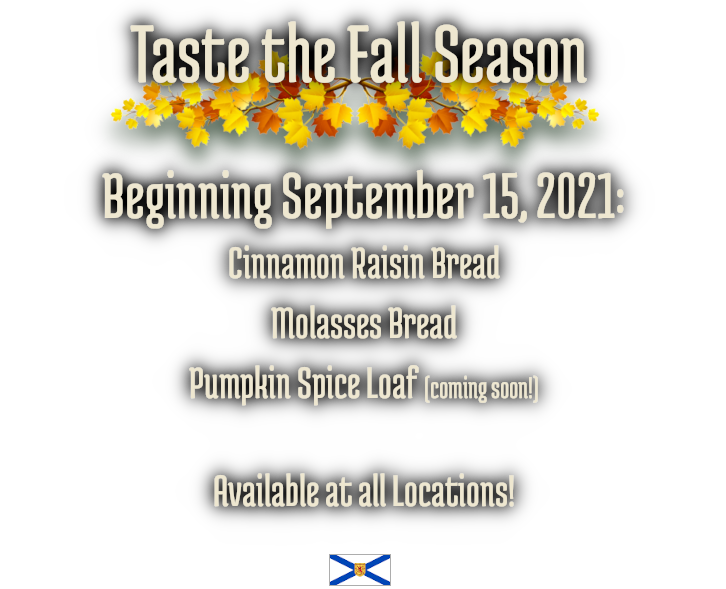 Taste the Fall Season
Beginning September 15, 2021:
Cinnamon Raisin Bread
Molasses Bread
Pumpkin Spice Loaf (coming soon!)
Available at all Locations!